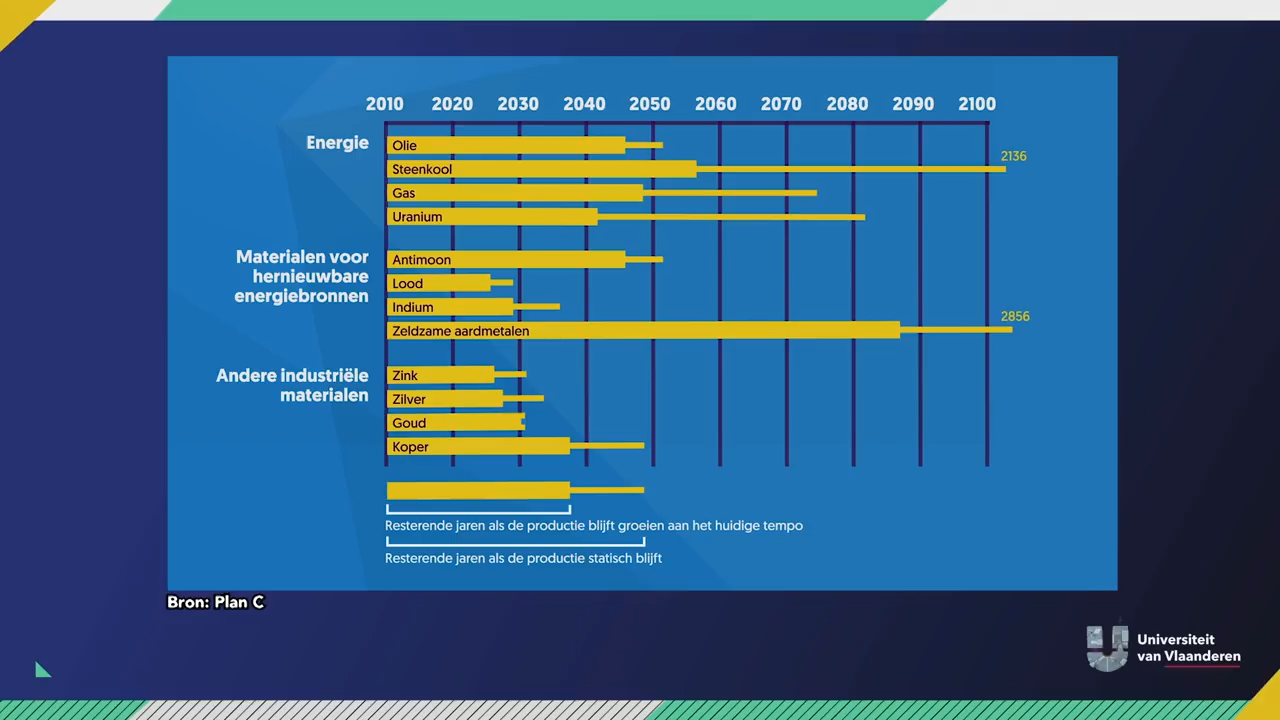 2010 2020 2030 2040 2050 2060 2070 2080 2090 2100
Energie
Olie
2136
Steenkool
Gas
Uranium
Materialen voor
hernieuwbare
energiebronnen
Antimoon
Lood
Indium
2856
Zeldzame aardmetalen
Andere industriële
materialen
Zink
Zilver
Goud
Koper
Resterende jaren als de productie blijft groeien aan het huidige tempo
Resterende jaren als de productie statisch blijft
Bron: Plan C
Universiteit
van Vlaanderen